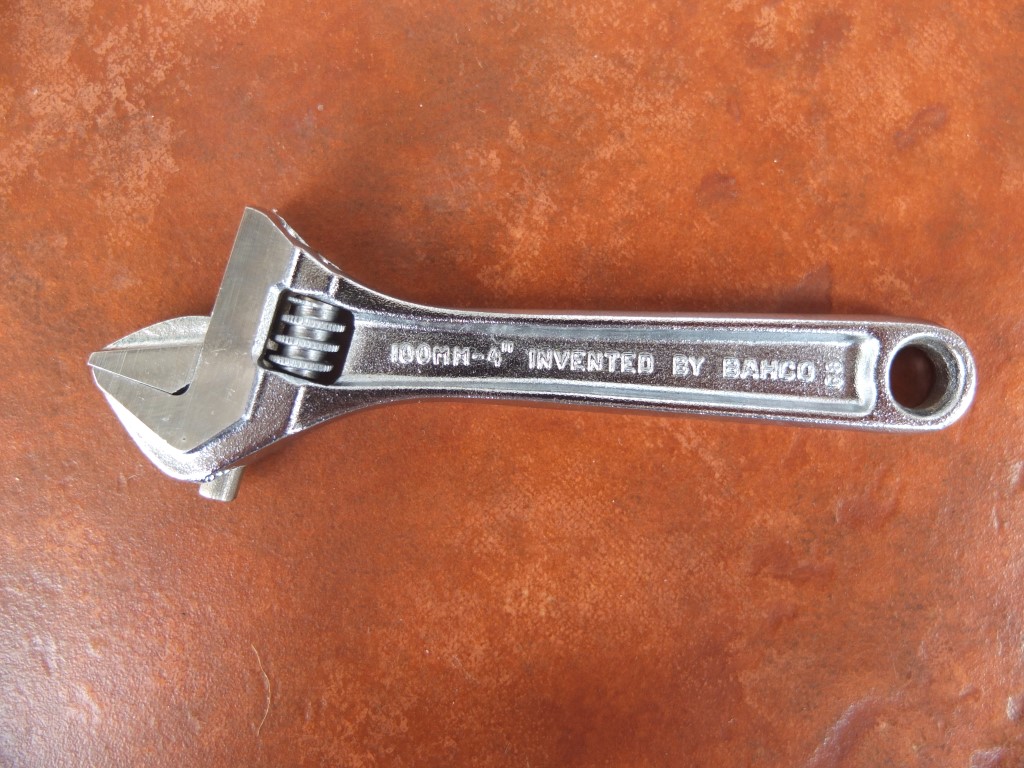 100MM-4" INVENTED BY BAHCO